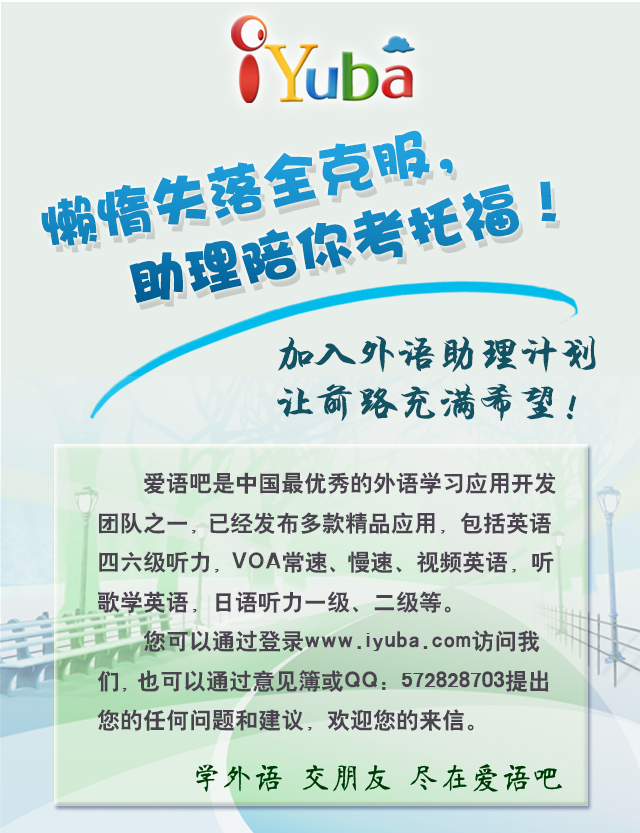 iYuba
懒惰失落全克服，
助理陪你考托福！
加入外语助理计划
让前路充满希望！
爱语吧是中国最优秀的外语学习应用开发
团队之一，已经发布多款精品应用，包括英语
四六级听力，VOA常速、慢速、视频英语，听
歌学英语，日语听力一级、二级等。
您可以通过登录www.iyuba.com访问我
们，也可以通过意见簿或QQ：572828703提出
您的任何问题和建议，欢迎您的来信。
学外语 交朋友 尽在爱语吧